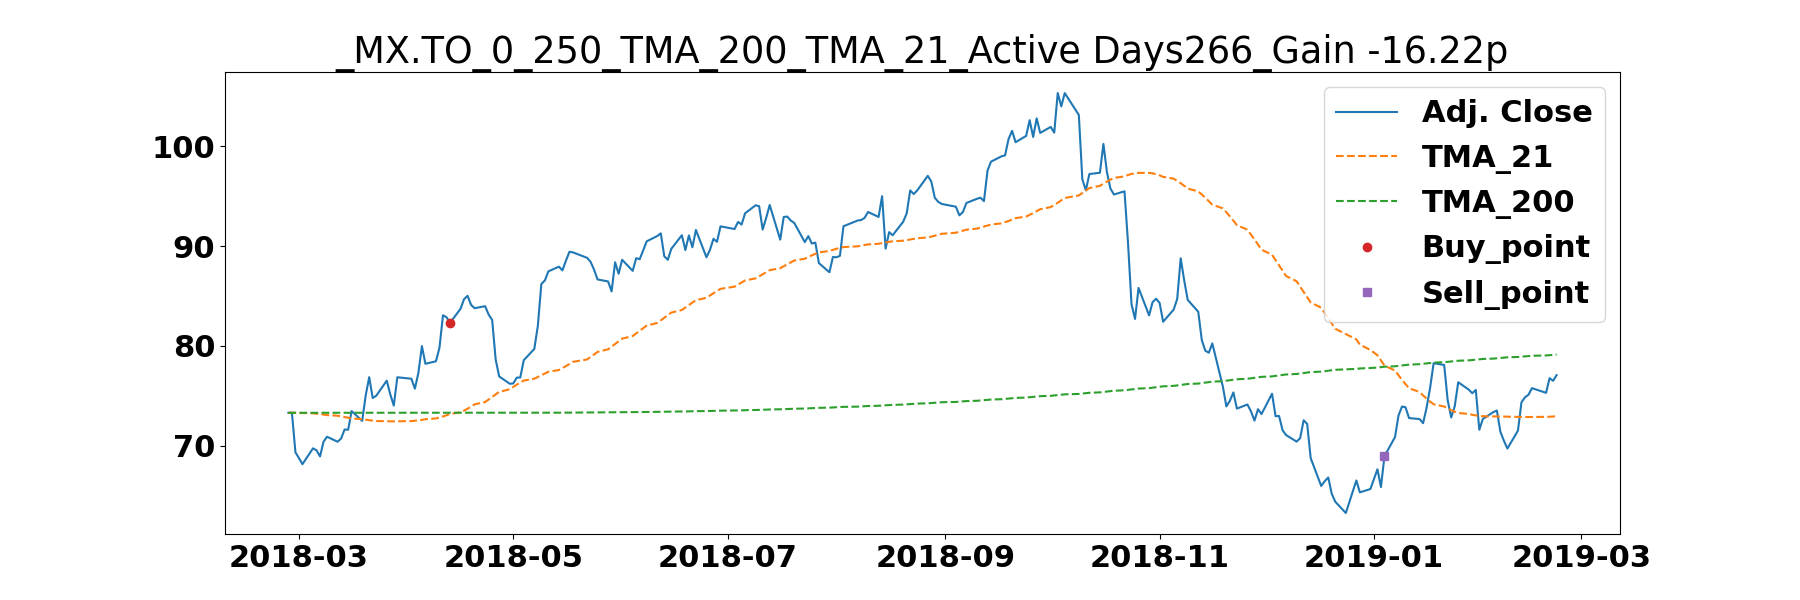 _MX.TO_0_250_TMA_200_TMA_21_Active Days266_Gain -16.22p
100
90
80
70
Adj. Close
TMA_21
TMA_200
Buy_point
Sell_point
2018-03 2018-05 2018-07 2018-09 2018-11 2019-01 2019-03